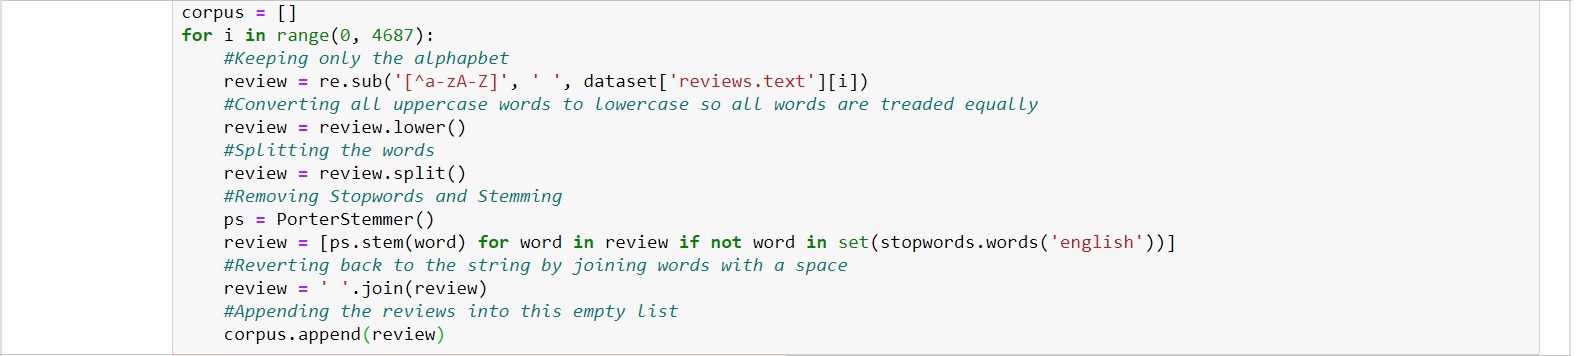 corpus = []
for i in range(0, 4687):
    #Keeping only the alphapbet
    review = re.sub('[^a-zA-Z]', ' ', dataset['reviews.text'][i])
    #Converting all uppercase words to lowercase so all words are treaded equally
    review = review.lower()
    #Splitting the words
    review = review.split()
    #Removing Stopwords and Stemming
    ps = PorterStemmer()
    review = [ps.stem(word) for word in review if not word in set(stopwords.words('english'))]
    #Reverting back to the string by joining words with a space
    review = ' '.join(review)
    #Appending the reviews into this empty list
    corpus.append(review)